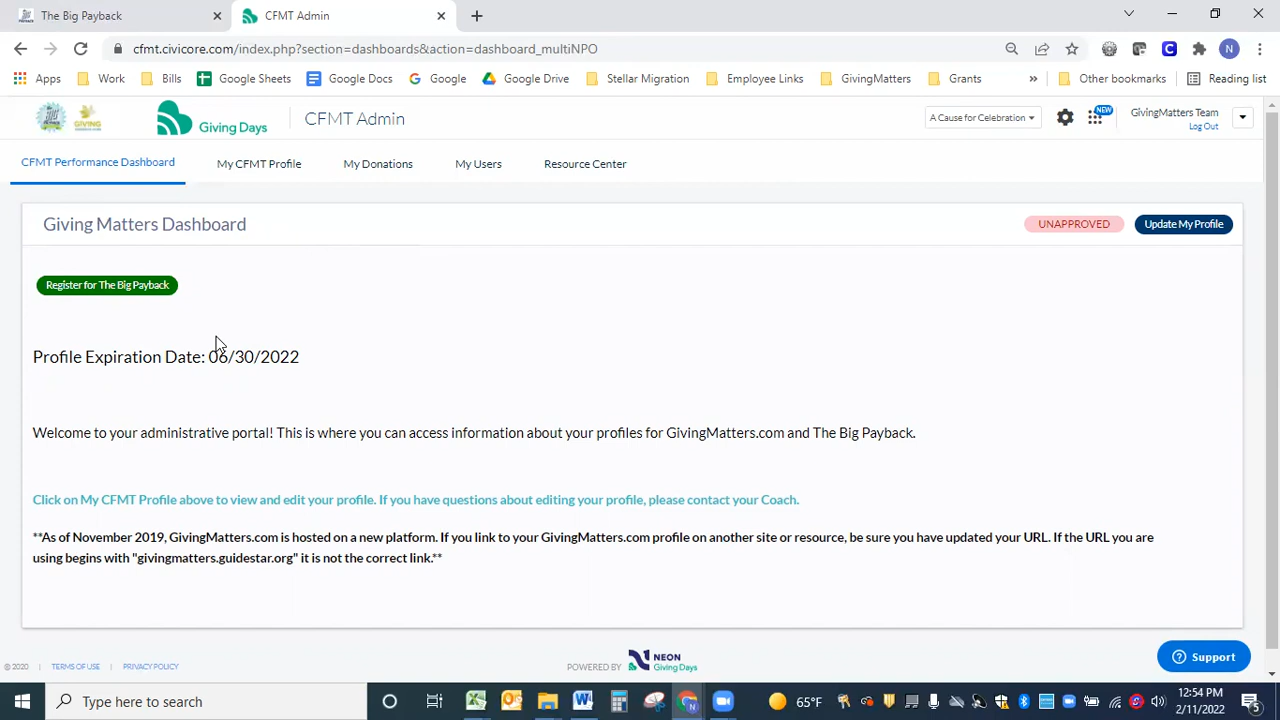 The Big Payback
CFMT Admin
cfmt.civicore.com/index.php?section=dashboards&action=dashboard_multiNPO
N
Apps
Work
Bills
Google Sheets
Google Docs
Google
Google Drive
Stellar Migration
Employee Links
GivingMatters
Grants
»
Other bookmarks
Reading list
Giving Days
CFMT Admin
A Cause for Celebration
NEW
GivingMatters Team
Log Out
CFMT Performance Dashboard
My CFMT Profile
My Donations
My Users
Resource Center
Giving Matters Dashboard
UNAPPROVED
Update My Profile
Register for The Big Payback
Profile Expiration Date: 06/30/2022
Welcome to your administrative portal! This is where you can access information about your profiles for GivingMatters.com and The Big Payback.
Click on My CFMT Profile above to view and edit your profile. If you have questions about editing your profile, please contact your Coach.
**As of November 2019, GivingMatters.com is hosted on a new platform. If you link to your GivingMatters.com profile on another site or resource, be sure you have updated your URL. If the URL you are
using begins with "givingmatters.guidestar.org" it is not the correct link.**
© 2020 | TERMS OF USE | PRIVACY POLICY
POWERED BY NEON Giving Days
Support
Type here to search
65°F
12:54 PM
2/11/2022
5